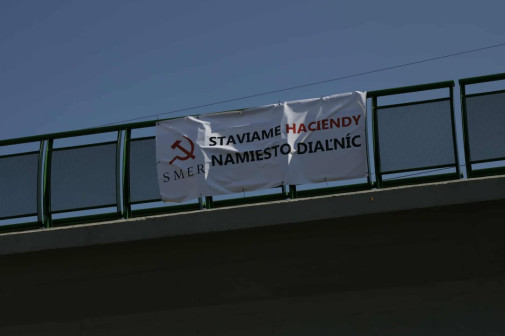 STAVIAME HACIENDY
NAMIESTO DIAĽNÍC
SMER